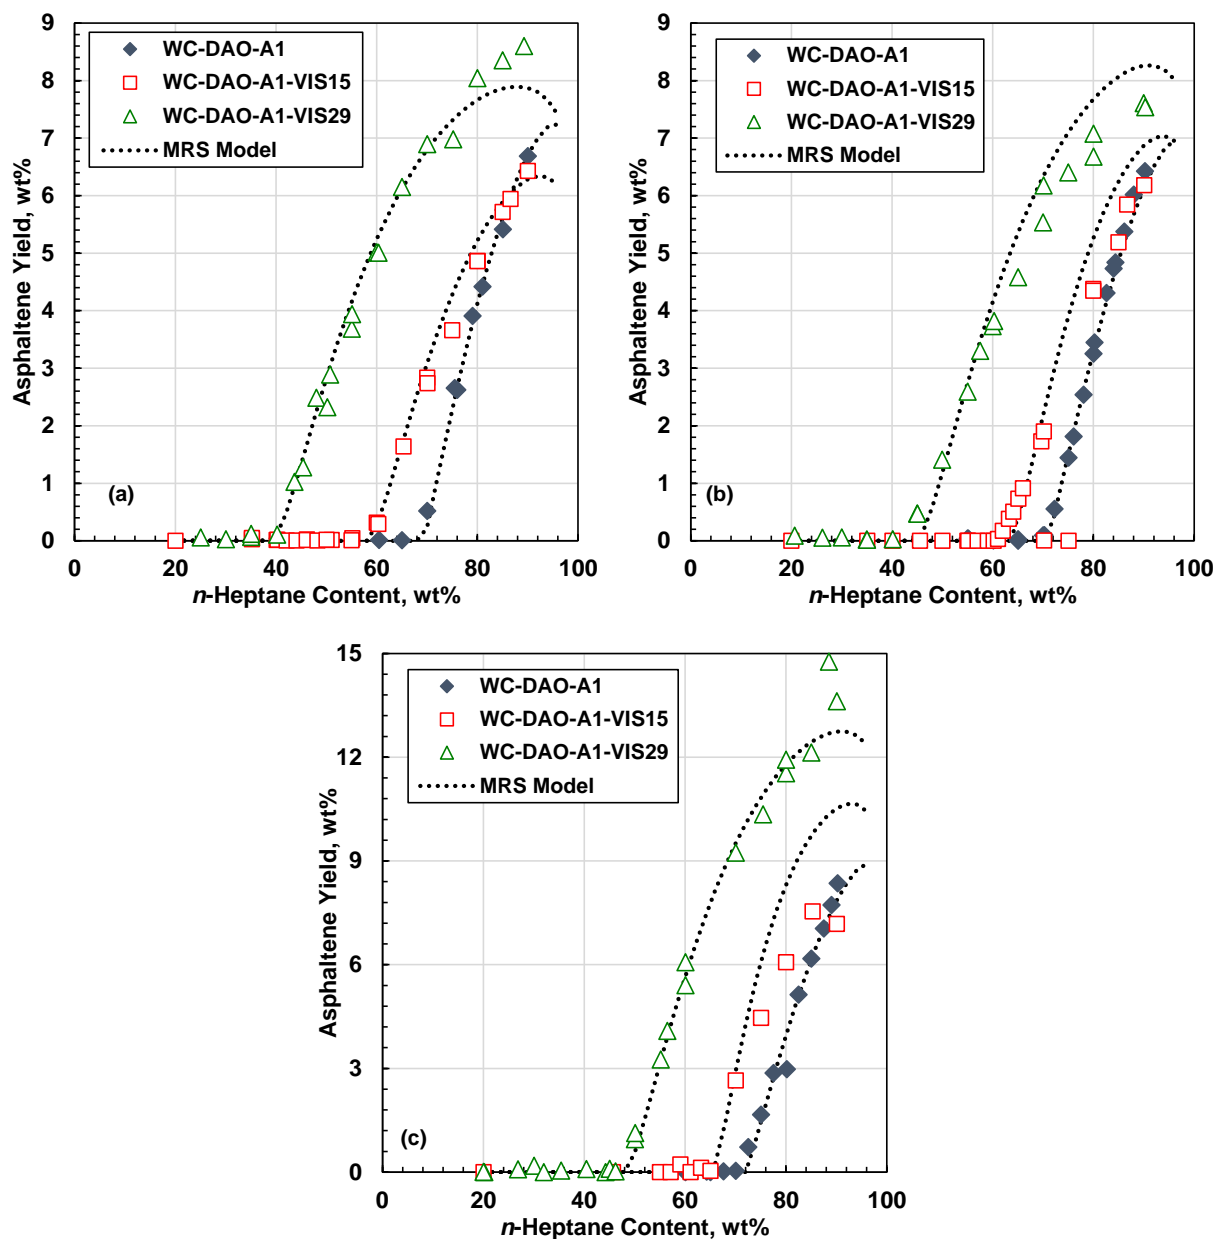 WC-DAO-A1
WC-DAO-A1-VIS15
WC-DAO-A1-VIS29
MRS Model
Asphaltene Yield, wt%
9
8
7
6
5
4
3
2
1
0
(a)
0 20 40 60 80 100
n-Heptane Content, wt%
WC-DAO-A1
WC-DAO-A1-VIS15
WC-DAO-A1-VIS29
MRS Model
Asphaltene Yield, wt%
9
8
7
6
5
4
3
2
1
0
(b)
0 20 40 60 80 100
n-Heptane Content, wt%
WC-DAO-A1
WC-DAO-A1-VIS15
WC-DAO-A1-VIS29
MRS Model
Asphaltene Yield, wt%
15
12
9
6
3
0
(c)
0 20 40 60 80 100
n-Heptane Content, wt%